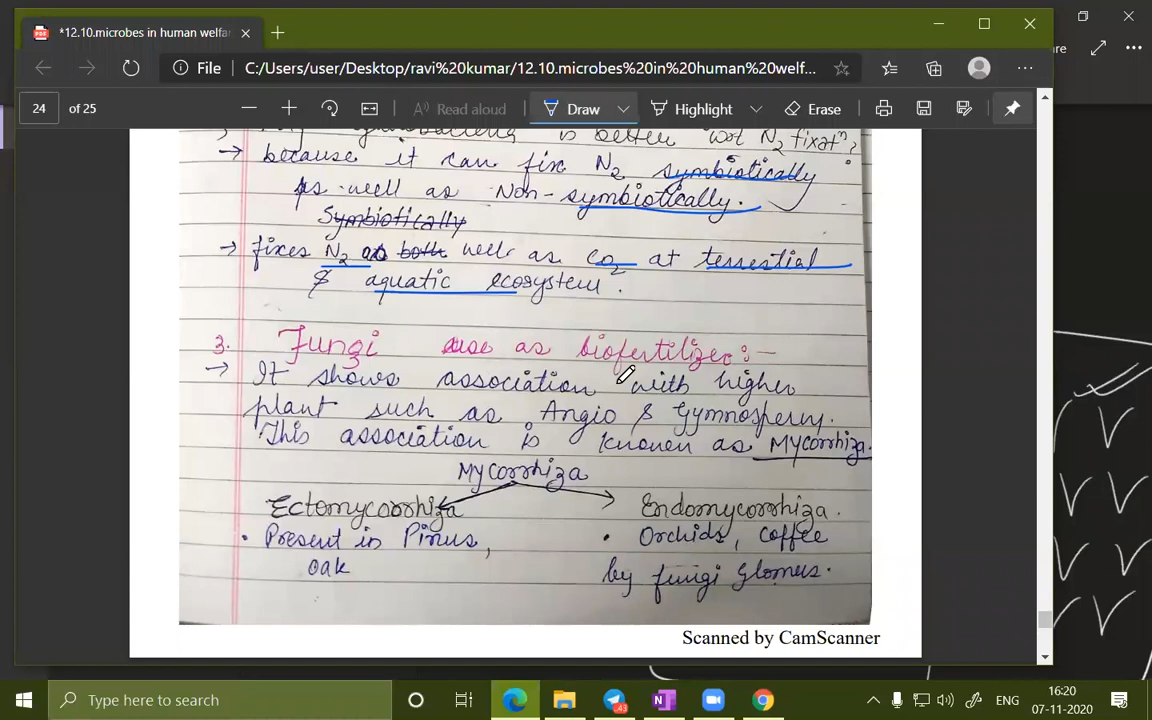 *12.10.microbes in human welfa
File C:/Users/user/Desktop/ravi%20kumar/12.10.microbes%20in%20human%20welf...
are
24 of 25 Read aloud Draw Highlight Erase
is better N2 fixatn,
→ because it can fix N2 symbiotically
as well as Non-symbiotically.
Symbiotically
→ fixes N2 as both well as CO2 at terrestial
& aquatic ecosystem.
3. Fungi use as biofertilizer:-
→ It shows association with higher
plant such as Angio & Gymnosperm.
This association is known as Mycorrhiza.
Mycorrhiza
Ectomycorrhiza Endomycorrhiza.
• Present in Pinus, • Orchids, coffee
oak by fungi Glomus.
Scanned by CamScanner
Type here to search
43
ENG
16:20
07-11-2020